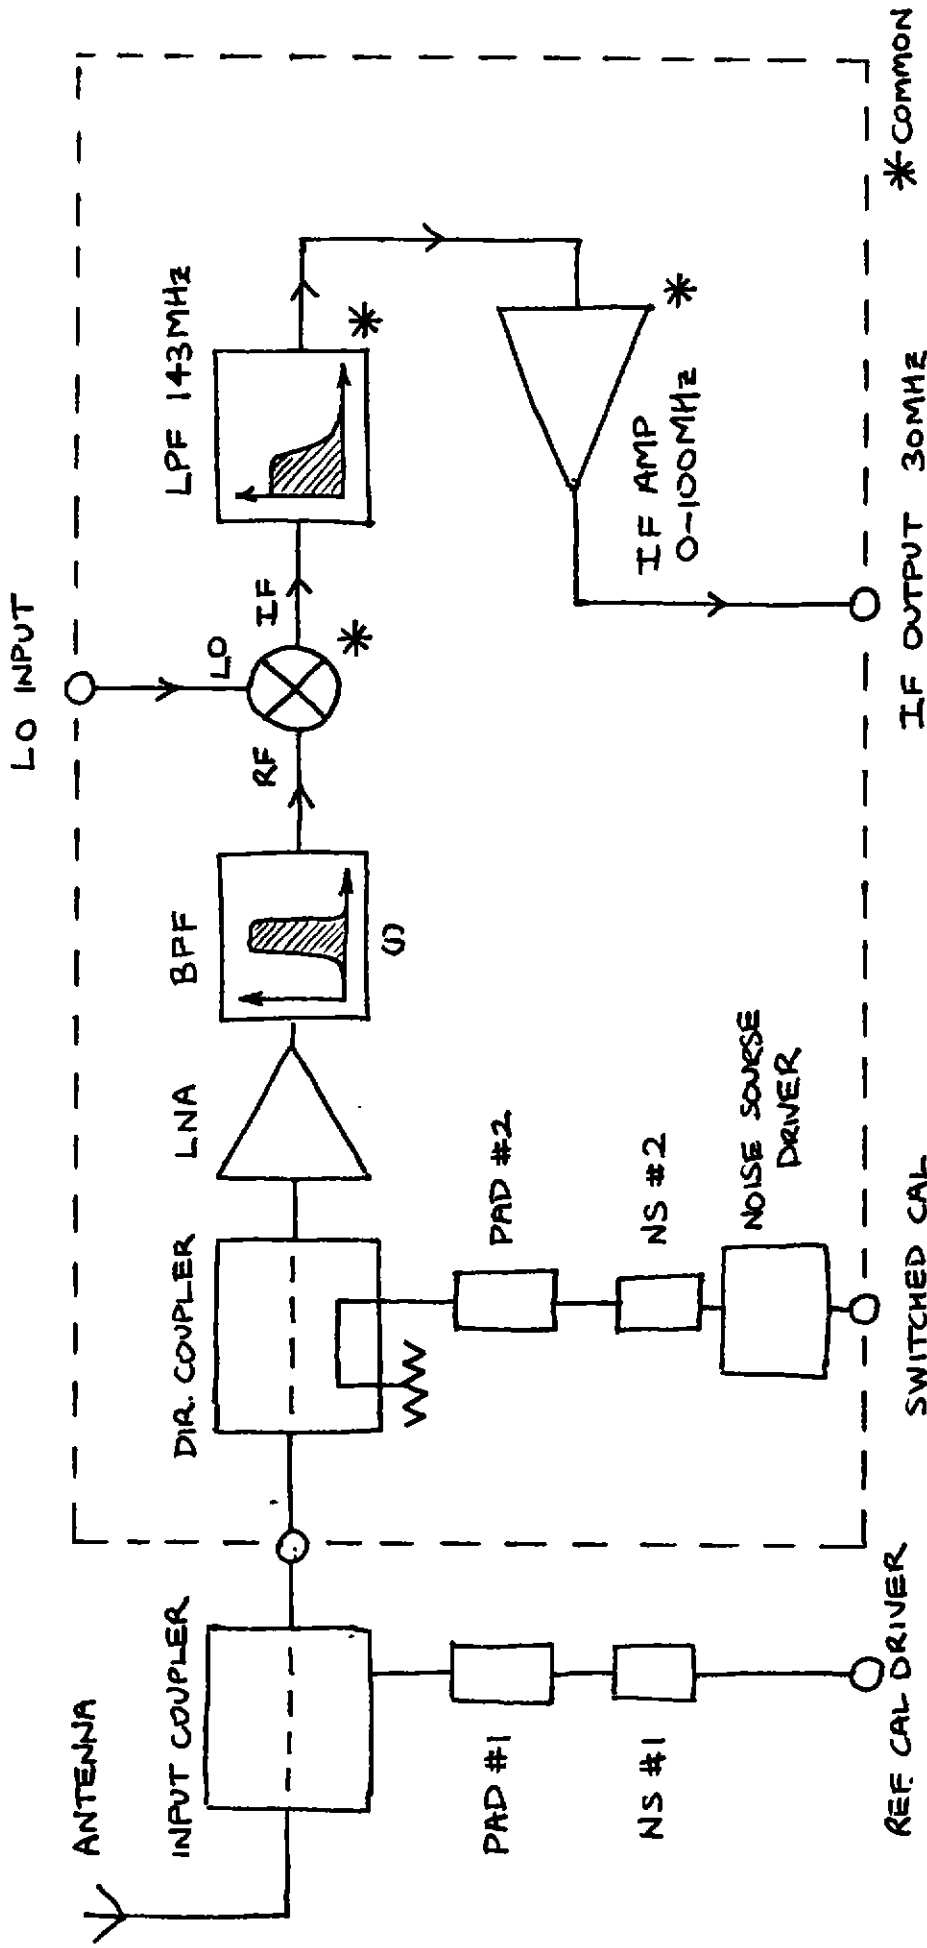 LO INPUT
ANTENNA
INPUT COUPLER
DIR. COUPLER
LNA
BPF
RF
LO
IF
LPF 143MHz
*
*
(1)
PAD #1
NS #1
PAD #2
NS #2
NOISE SOURSE
DRIVER
IF AMP
0-100MHz
*
REF. CAL DRIVER
SWITCHED CAL
IF OUTPUT 30MHz
* COMMON